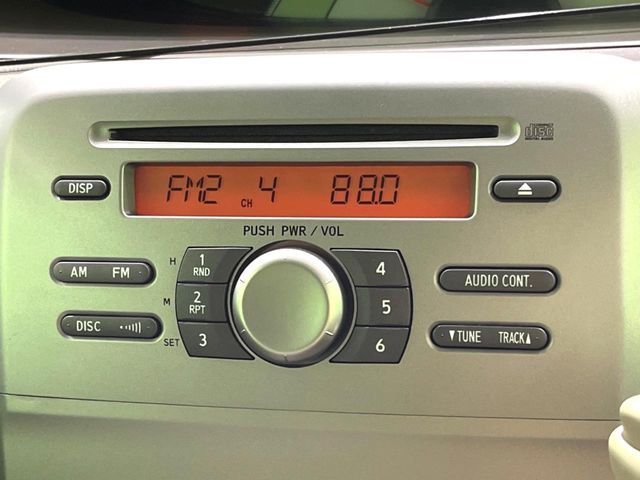 disc
DISP
FM2 CH 4 88.0
PUSH PWR / VOL
AM FM
H 1 RND
4
AUDIO CONT.
M 2 RPT
5
DISC
SET 3
6
▼TUNE TRACK▲